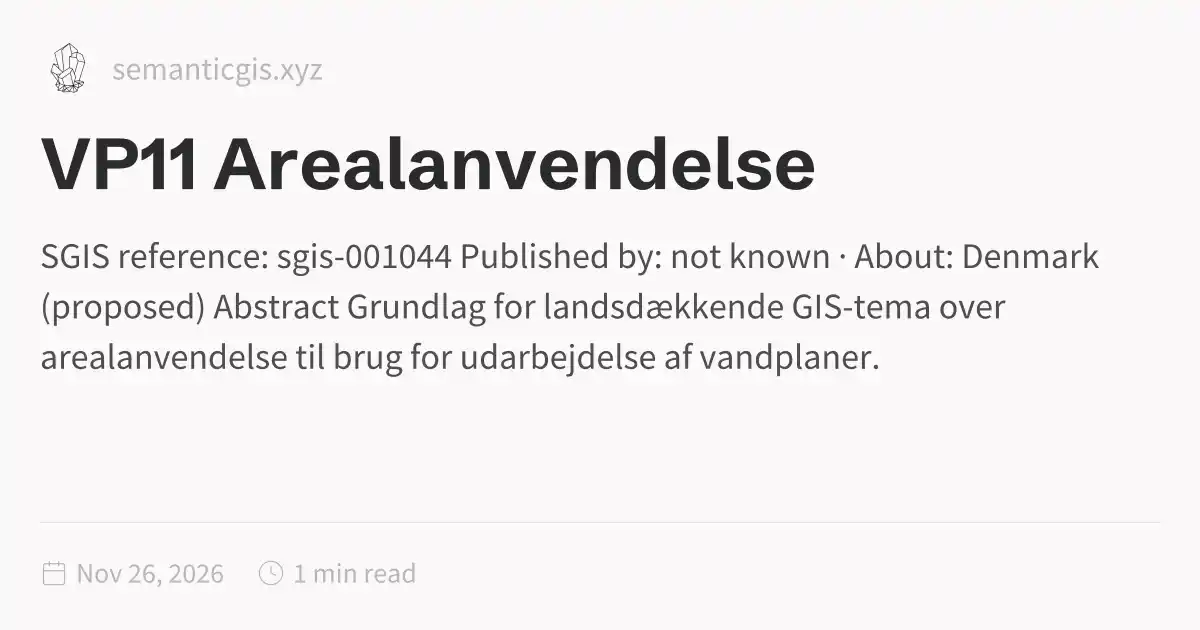 semanticgis.xyz
VP11 Arealanvendelse
SGIS reference: sgis-001044 Published by: not known · About: Denmark
(proposed) Abstract Grundlag for landsdækkende GIS-tema over
arealanvendelse til brug for udarbejdelse af vandplaner.
Nov 26, 2026
1 min read